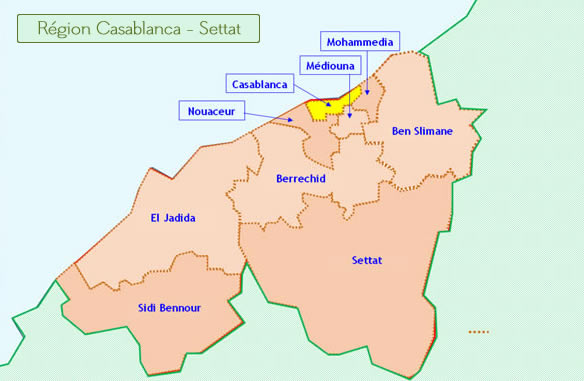 Région Casablanca - Settat
Mohammedia
Médiouna
Casablanca
Nouaceur
Ben Slimane
Berrechid
El Jadida
Settat
Sidi Bennour